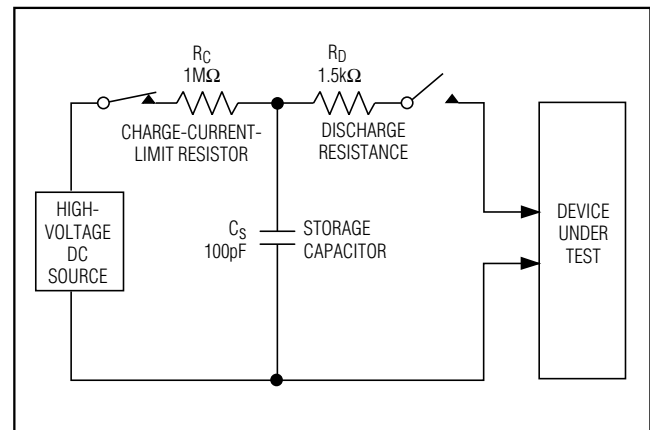 R_C
1MΩ
CHARGE-CURRENT-
LIMIT RESISTOR
R_D
1.5kΩ
DISCHARGE
RESISTANCE
HIGH-
VOLTAGE
DC
SOURCE
C_S
100pF
STORAGE
CAPACITOR
DEVICE
UNDER
TEST